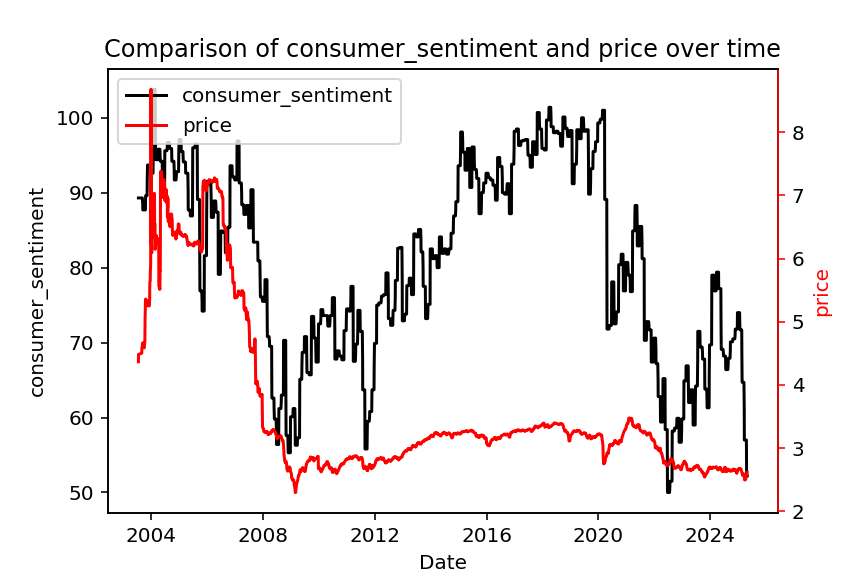 Comparison of consumer_sentiment and price over time
consumer_sentiment
price
100
90
80
70
60
50
consumer_sentiment
8
7
6
5
4
3
2
price
2004 2008 2012 2016 2020 2024
Date